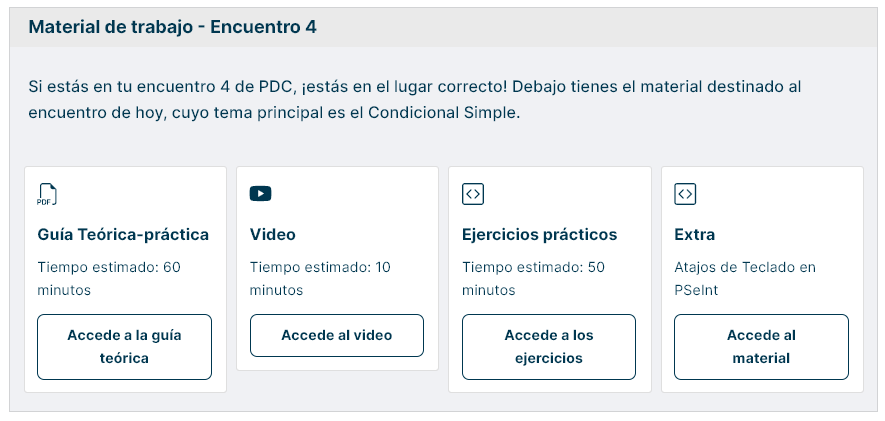 Material de trabajo - Encuentro 4
Si estás en tu encuentro 4 de PDC, ¡estás en el lugar correcto! Debajo tienes el material destinado al
encuentro de hoy, cuyo tema principal es el Condicional Simple.
PDF
Guía Teórica-práctica
Tiempo estimado: 60
minutos
Accede a la guía
teórica
Video
Tiempo estimado: 10
minutos
Accede al video
Ejercicios prácticos
Tiempo estimado: 50
minutos
Accede a los
ejercicios
Extra
Atajos de Teclado en
PSeInt
Accede al
material